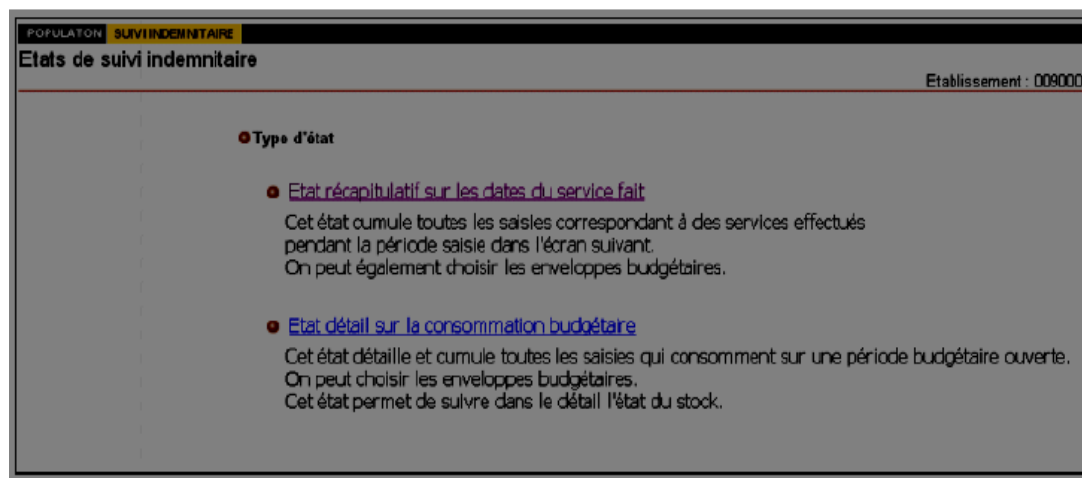 POPULATON SUIVI INDEMNITAIRE
Etats de suivi indemnitaire
Etablissement : 009000
Type d'état
Etat récapitulatif sur les dates du service fait
Cet état cumule toutes les saisies correspondant à des services effectués
pendant la période saisie dans l'écran suivant.
On peut également choisir les enveloppes budgétaires.
Etat détail sur la consommation budgétaire
Cet état détaille et cumule toutes les saisies qui consomment sur une période budgétaire ouverte.
On peut choisir les enveloppes budgétaires.
Cet état permet de suivre dans le détail l'état du stock.